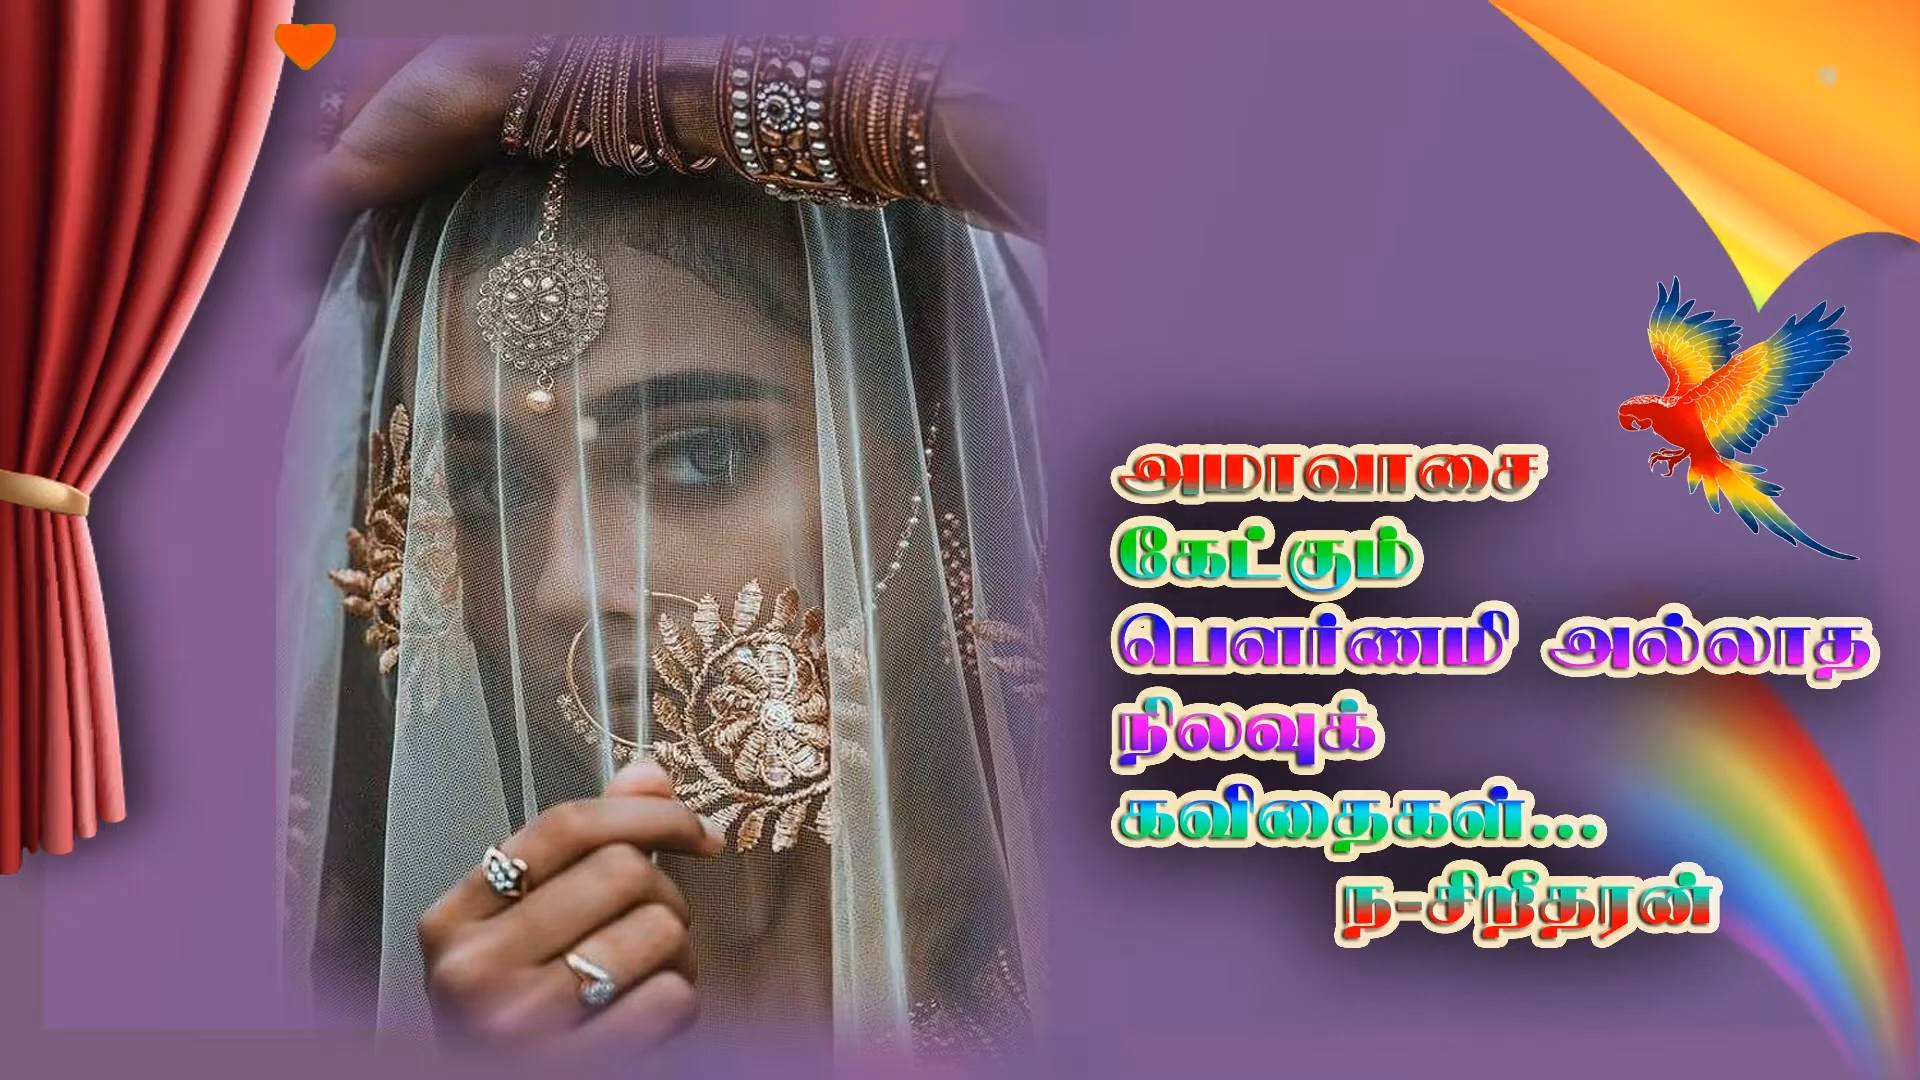 அமாவாசை
கேட்கும்
பௌர்ணமி அல்லாத
நிலவுக்
கவிதைகள்...
ந-சிறீதரன்